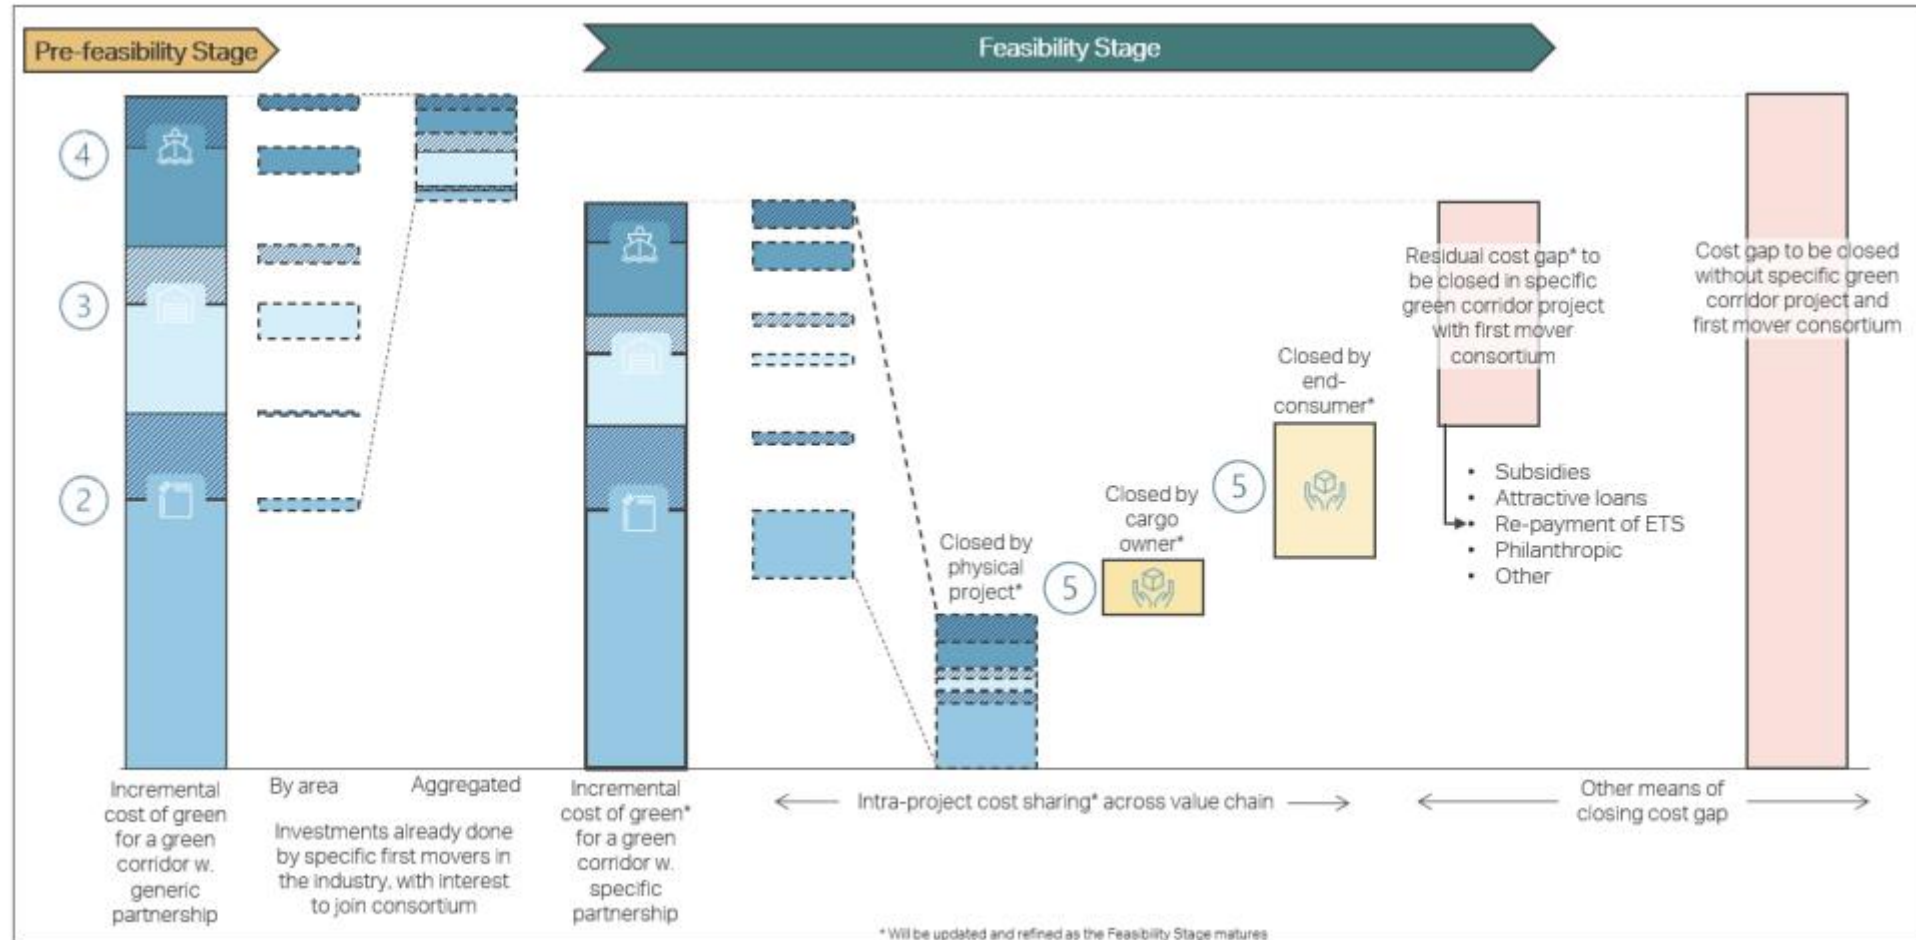 Pre-feasibility Stage
Feasibility Stage
4
3
2
Closed by
physical
project*
5
Closed by
cargo
owner*
5
Closed by
end-
consumer*
Residual cost gap* to
be closed in specific
green corridor project
with first mover
consortium
• Subsidies
• Attractive loans
• Re-payment of ETS
• Philanthropic
• Other
Cost gap to be closed
without specific green
corridor project and
first mover consortium
Incremental
cost of green
for a green
corridor w.
generic
partnership
By area
Aggregated
Investments already done
by specific first movers in
the industry, with interest
to join consortium
Incremental
cost of green*
for a green
corridor w.
specific
partnership
Intra-project cost sharing* across value chain
Other means of
closing cost gap
* Will be updated and refined as the Feasibility Stage matures